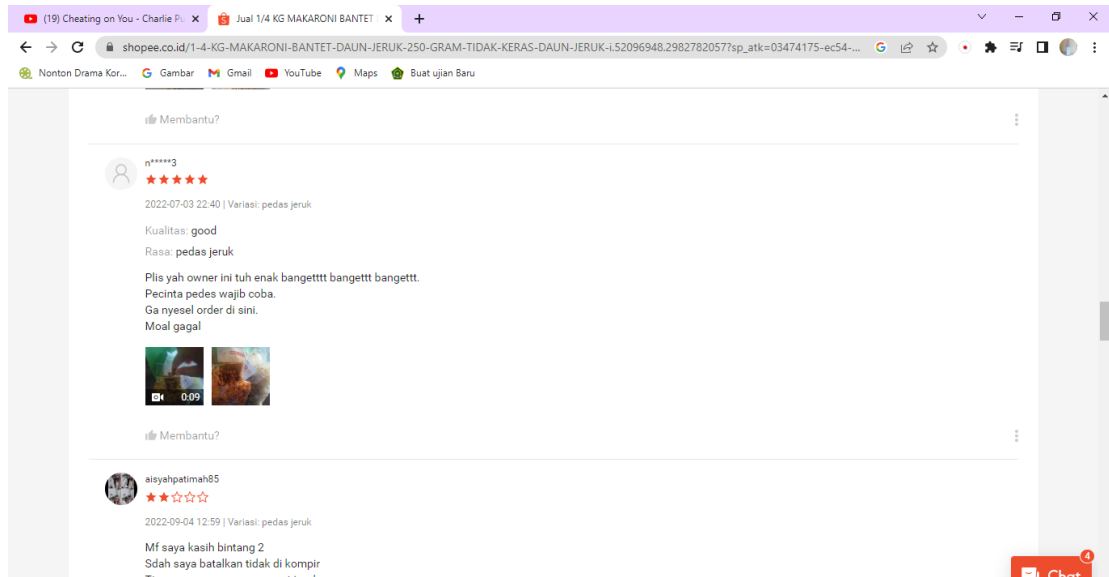 (19) Cheating on You - Charlie Pu
Jual 1/4 KG MAKARONI BANTET
shopee.co.id/1-4-KG-MAKARONI-BANTET-DAUN-JERUK-250-GRAM-TIDAK-KERAS-DAUN-JERUK-i.52096948.2982782057?sp_atk=03474175-ec54-...
Nonton Drama Kor... Gambar Gmail YouTube Maps Buat ujian Baru
Membantu?
n*****3
2022-07-03 22:40 | Variasi: pedas jeruk
Kualitas: good
Rasa: pedas jeruk
Plis yah owner ini tuh enak bangetttt bangettt bangettt.
Pecinta pedes wajib coba.
Ga nyesel order di sini.
Moal gagal
0:09
Membantu?
aisyahpatimah85
2022-09-04 12:59 | Variasi: pedas jeruk
Mf saya kasih bintang 2
Sdah saya batalkan tidak di kompir
4
Chat